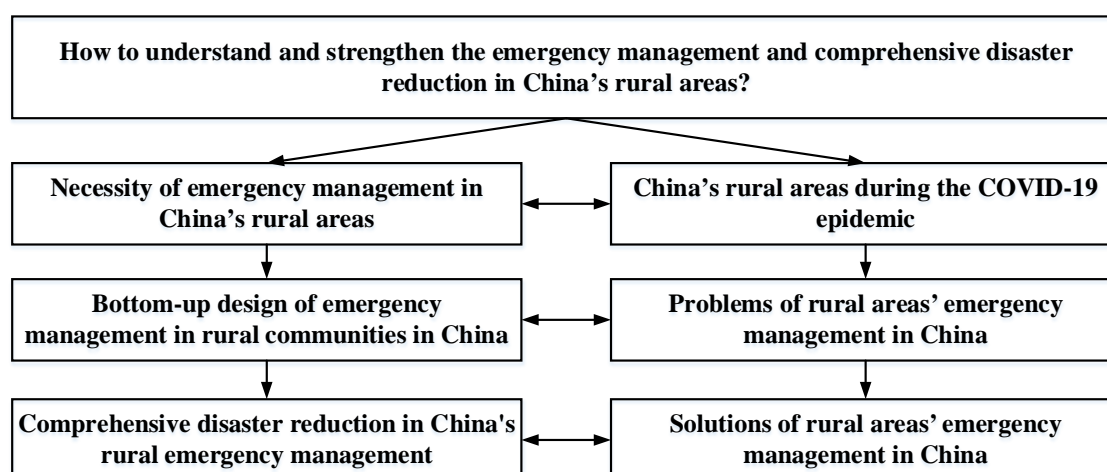 How to understand and strengthen the emergency management and comprehensive disaster
reduction in China’s rural areas?
Necessity of emergency management in
China’s rural areas
China’s rural areas during the COVID-19
epidemic
Bottom-up design of emergency
management in rural communities in China
Problems of rural areas’ emergency
management in China
Comprehensive disaster reduction in China's
rural emergency management
Solutions of rural areas’ emergency
management in China